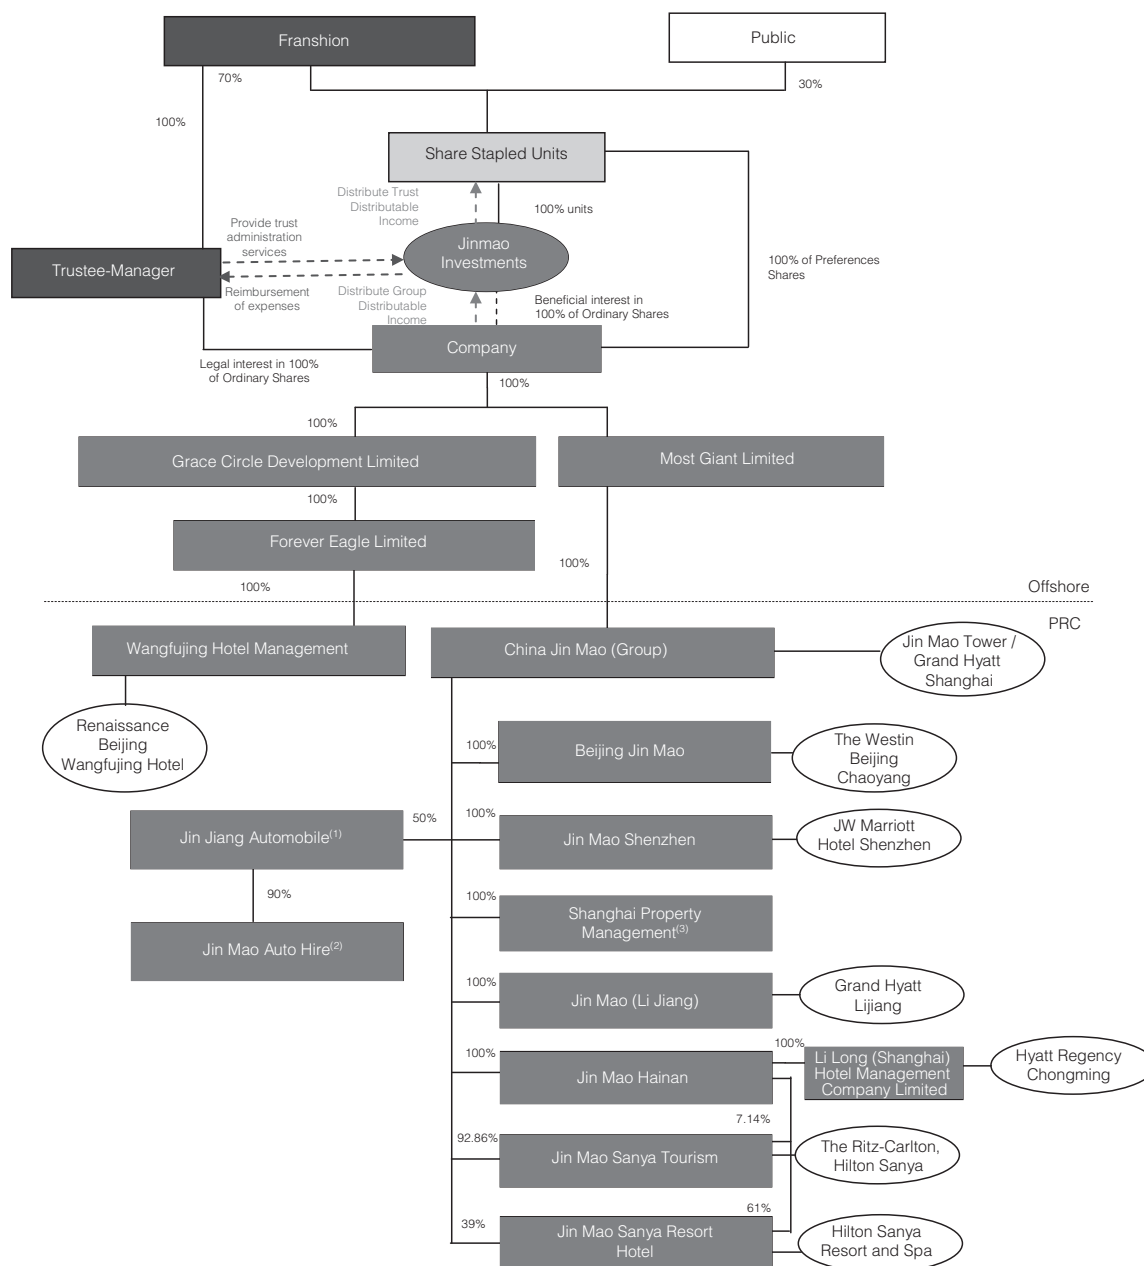 Franshion
Public
70%
30%
100%
Share Stapled Units
Distribute Trust
Distributable
Income
100% units
Provide trust
administration
services
Jinmao
Investments
Trustee-Manager
100% of Preferences
Shares
Reimbursement
of expenses
Distribute Group
Distributable
Income
Beneficial interest in
100% of Ordinary Shares
Company
Legal interest in 100%
of Ordinary Shares
100%
100%
Grace Circle Development Limited
Most Giant Limited
100%
Forever Eagle Limited
100%
100%
Offshore
PRC
Wangfujing Hotel Management
China Jin Mao (Group)
Jin Mao Tower /
Grand Hyatt
Shanghai
Renaissance
Beijing
Wangfujing Hotel
100%
Beijing Jin Mao
The Westin
Beijing
Chaoyang
50%
100%
Jin Jiang Automobile(1)
Jin Mao Shenzhen
JW Marriott
Hotel Shenzhen
90%
100%
Shanghai Property
Management(3)
Jin Mao Auto Hire(2)
100%
Jin Mao (Li Jiang)
Grand Hyatt
Lijiang
100%
Jin Mao Hainan
100%
Li Long (Shanghai)
Hotel Management
Company Limited
Hyatt Regency
Chongming
7.14%
92.86%
Jin Mao Sanya Tourism
The Ritz-Carlton,
Hilton Sanya
61%
39%
Jin Mao Sanya Resort
Hotel
Hilton Sanya
Resort and Spa